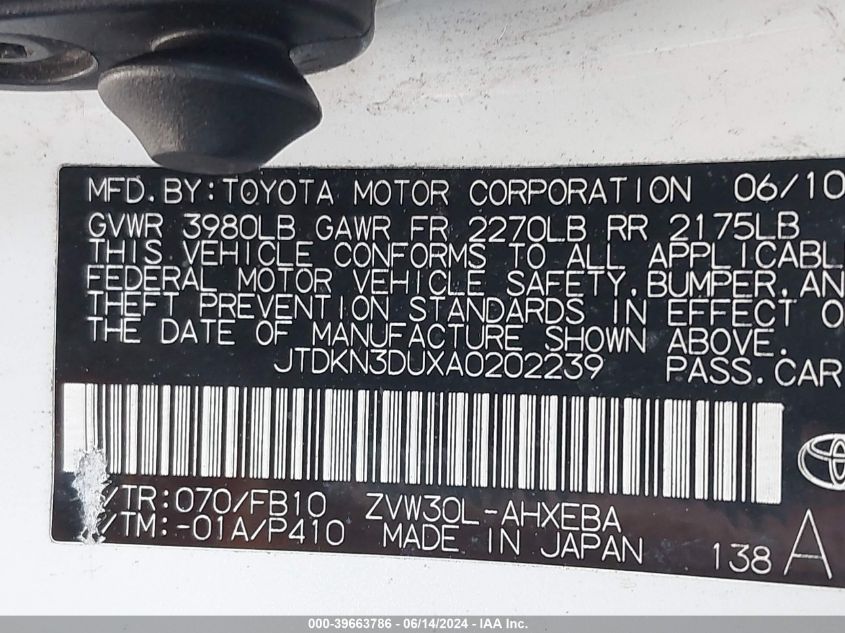 MFD. BY: TOYOTA MOTOR CORPORATION 06/10
GVWR 3980LB GAWR FR 2270LB RR 2175LB
THIS VEHICLE CONFORMS TO ALL APPLICABL
FEDERAL MOTOR VEHICLE SAFETY, BUMPER, AN
THEFT PREVENTION STANDARDS IN EFFECT O
THE DATE OF MANUFACTURE SHOWN ABOVE.
JTDKN3DUXA0202239 PASS. CAR
/TR: 070/FB10 ZVW30L-AHXEBA
/TM: -01A/P410 MADE IN JAPAN 138 A
000-39663786 - 06/14/2024 - IAA Inc.